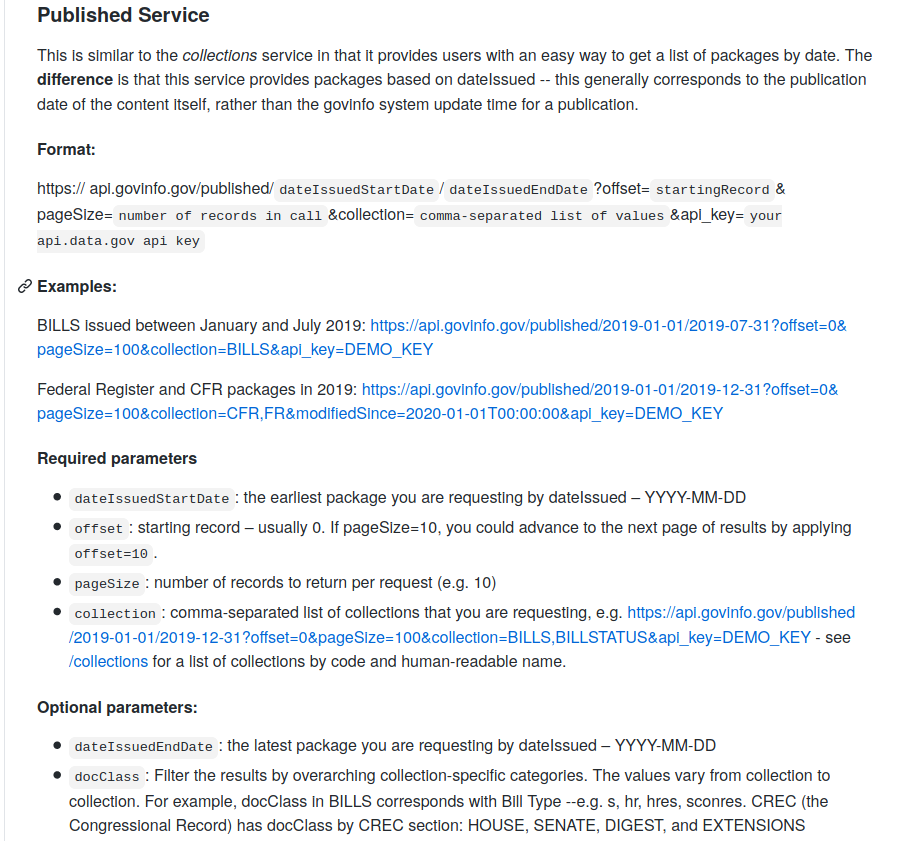 Published Service
This is similar to the collections service in that it provides users with an easy way to get a list of packages by date. The
difference is that this service provides packages based on dateIssued -- this generally corresponds to the publication
date of the content itself, rather than the govinfo system update time for a publication.
Format:
https:// api.govinfo.gov/published/ dateIssuedStartDate / dateIssuedEndDate ?offset= startingRecord &
pageSize= number of records in call &collection= comma-separated list of values &api_key= your
api.data.gov api key
Examples:
BILLS issued between January and July 2019: https://api.govinfo.gov/published/2019-01-01/2019-07-31?offset=0&
pageSize=100&collection=BILLS&api_key=DEMO_KEY
Federal Register and CFR packages in 2019: https://api.govinfo.gov/published/2019-01-01/2019-12-31?offset=0&
pageSize=100&collection=CFR,FR&modifiedSince=2020-01-01T00:00:00&api_key=DEMO_KEY
Required parameters
• dateIssuedStartDate : the earliest package you are requesting by dateIssued – YYYY-MM-DD
• offset : starting record – usually 0. If pageSize=10, you could advance to the next page of results by applying
offset=10 .
• pageSize : number of records to return per request (e.g. 10)
• collection : comma-separated list of collections that you are requesting, e.g. https://api.govinfo.gov/published
/2019-01-01/2019-12-31?offset=0&pageSize=100&collection=BILLS,BILLSTATUS&api_key=DEMO_KEY - see
/collections for a list of collections by code and human-readable name.
Optional parameters:
• dateIssuedEndDate : the latest package you are requesting by dateIssued – YYYY-MM-DD
• docClass : Filter the results by overarching collection-specific categories. The values vary from collection to
collection. For example, docClass in BILLS corresponds with Bill Type --e.g. s, hr, hres, sconres. CREC (the
Congressional Record) has docClass by CREC section: HOUSE, SENATE, DIGEST, and EXTENSIONS